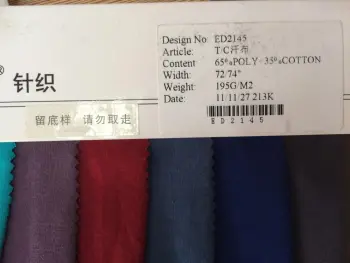 Design No: ED2145
Article: T/C汗布
Content 65%POLY 35%COTTON
Width: 72/74"
Weight: 195G/M2
Date: 11/11/27 213K
ED2145
® 针织
留底样 请勿取走